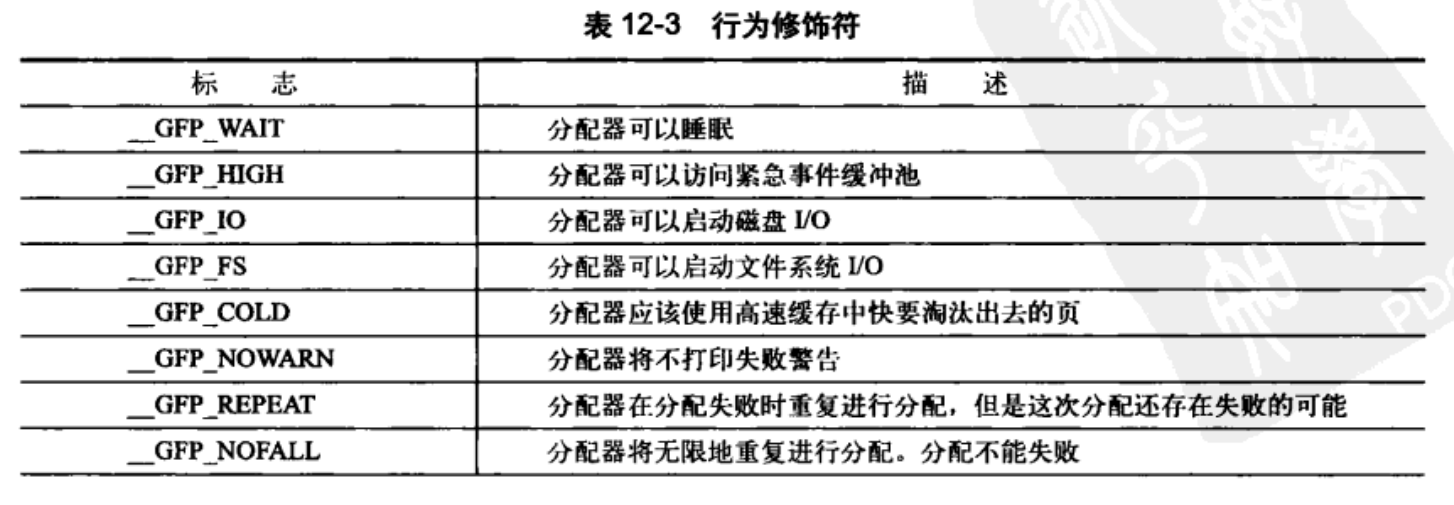 表 12-3 行为修饰符
标 志 描 述
__GFP_WAIT 分配器可以睡眠
__GFP_HIGH 分配器可以访问紧急事件缓冲池
__GFP_IO 分配器可以启动磁盘 I/O
__GFP_FS 分配器可以启动文件系统 I/O
__GFP_COLD 分配器应该使用高速缓存中快要淘汰出去的页
__GFP_NOWARN 分配器将不打印失败警告
__GFP_REPEAT 分配器在分配失败时重复进行分配，但是这次分配还存在失败的可能
__GFP_NOFALL 分配器将无限地重复进行分配。分配不能失败